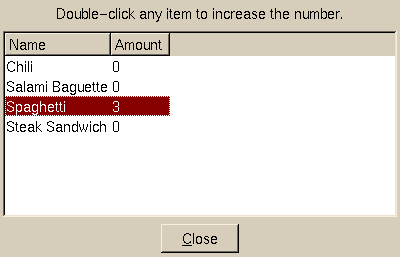 Double-click any item to increase the number.
Name Amount
Chili 0
Salami Baguette 0
Spaghetti 3
Steak Sandwich 0
Close